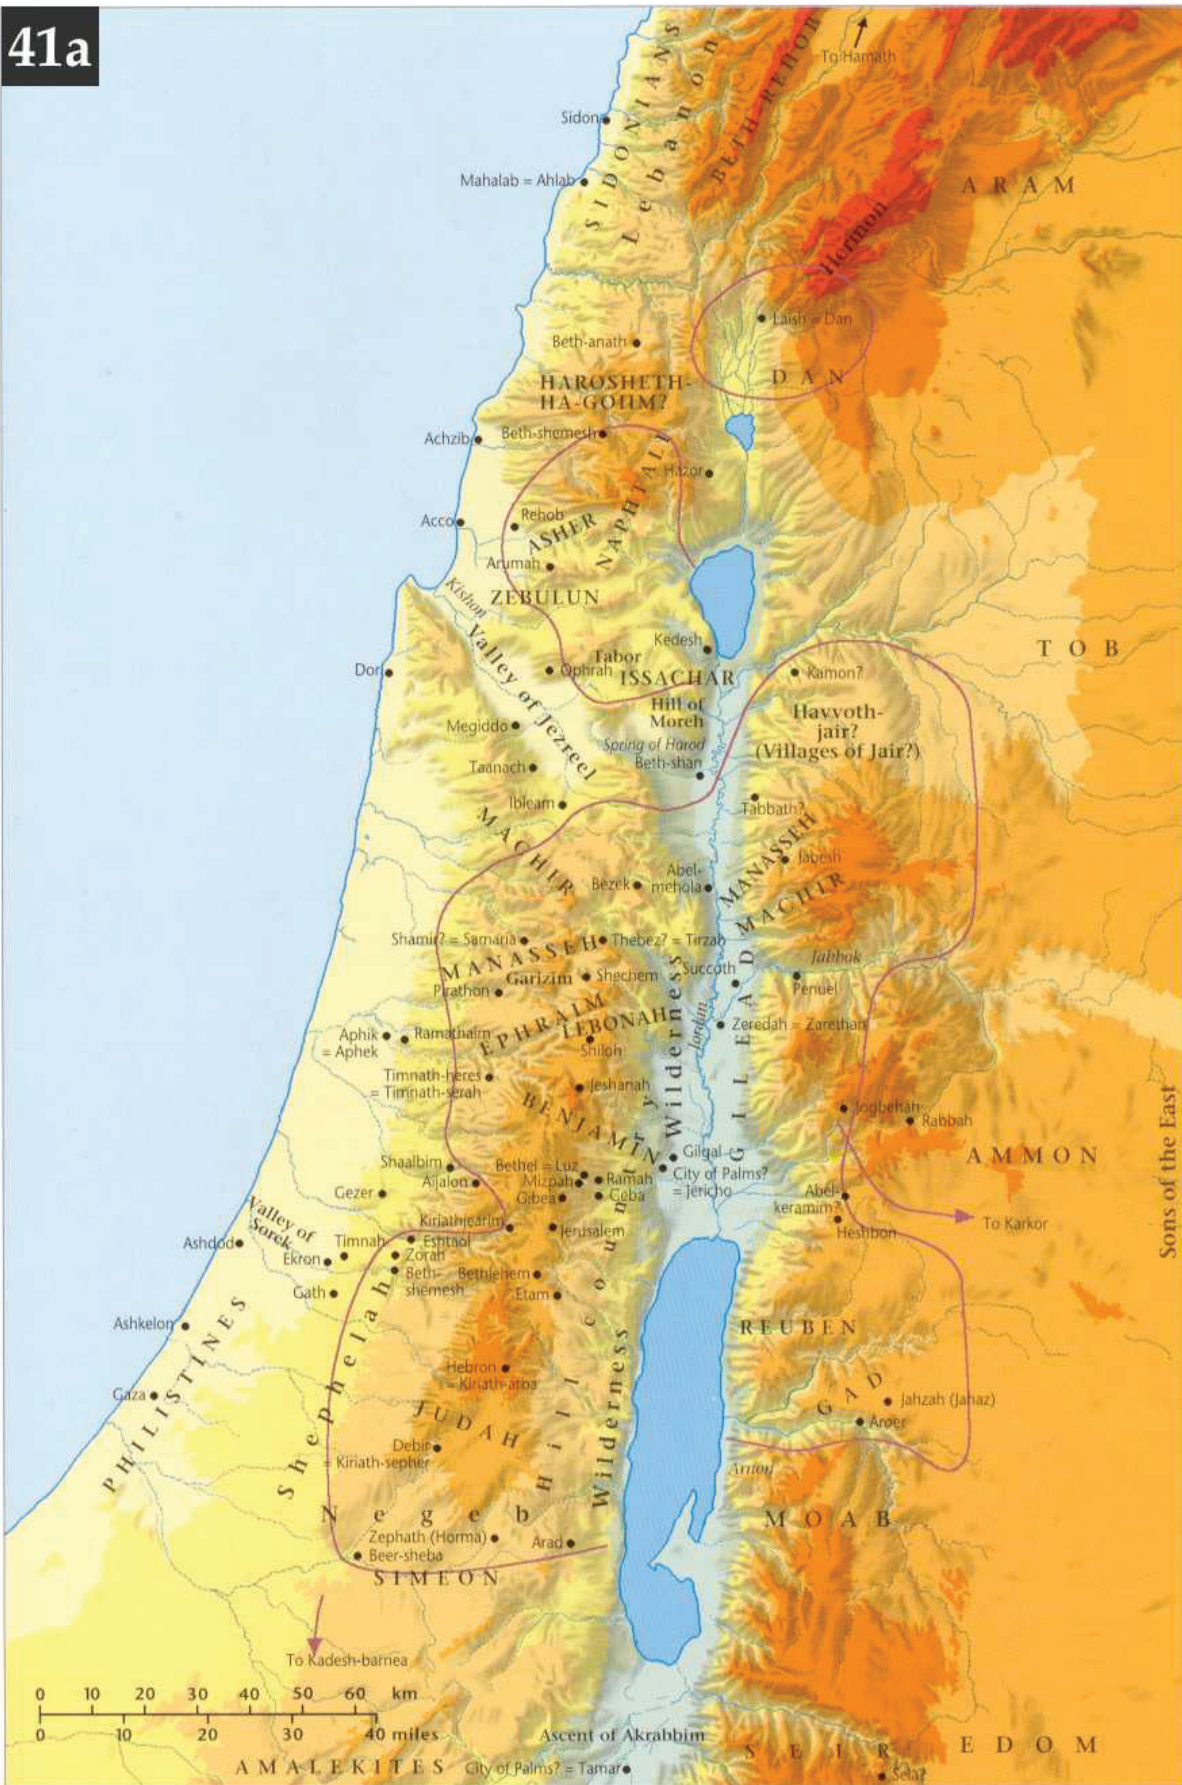 41a
To Hamath
BETH-REHOB
SIDONIANS
Lebanon
Sidon
Mahalab = Ahlab
ARAM
Hermon
Laish = Dan
DAN
Beth-anath
HAROSHETH-
HA-GOIIM?
Achzib
Beth-shemesh
NAPHTALI
Hazor
Acco
Rehob
ASHER
Arumah
Kishon
ZEBULUN
Kedesh
TOB
Dor
Valley of Jezreel
Ophrah
Tabor
ISSACHAR
Kamon?
Hill of
Moreh
Havvoth-
jair?
(Villages of Jair?)
Megiddo
Spring of Harod
Beth-shan
Taanach
Ibleam
Tabbath?
MACHIR
MANASSEH
Jabesh
MACHIR
Bezek
Abel-
mehola
Shamir? = Samaria
Thebez? = Tirzah
MANASSEH
Jabbok
Garizim
Shechem
Succoth
Penuel
Pirathon
EPHRAIM
LEBONAH
Wilderness
Jordan
GILEAD
Zeredah = Zarethan
Aphik
= Aphek
Ramathaim
Shiloh
Timnath-heres
= Timnath-serah
Jeshanah
BENJAMIN
Jogbehah
Rabbah
Sons of the East
Gilgal
AMMON
Shaalbim
Bethel = Luz
City of Palms?
= Jericho
Aijalon
Mizpah
Ramah
Gezer
Gibea
Geba
Abel-
keramim?
To Karkor
Valley of
Sorek
Kiriathjearim
Jerusalem
Heshbon
Ashdod
Timnah
Eshtaol
Ekron
Zorah
Beth-
shemesh
Bethlehem
Gath
Etam
Ashkelon
REUBEN
PHILISTINES
Shephelah
Hebron
= Kiriath-arba
Hill country
Wilderness
Gaza
GAD
Jahzah (Jahaz)
JUDAH
Aroer
Debir
= Kiriath-sepher
Arnon
Negeb
MOAB
Zephath (Horma)
Arad
Beer-sheba
SIMEON
To Kadesh-barnea
0 10 20 30 40 50 60 km
0 10 20 30 40 miles
Ascent of Akrabbim
SEIR
EDOM
AMALEKITES
City of Palms? = Tamar
Sela?